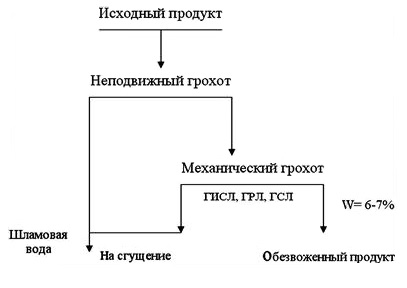 Исходный продукт
Неподвижный грохот
Механический грохот
ГИСЛ, ГРЛ, ГСЛ
W= 6-7%
Шламовая
вода
На сгущение
Обезвоженный продукт